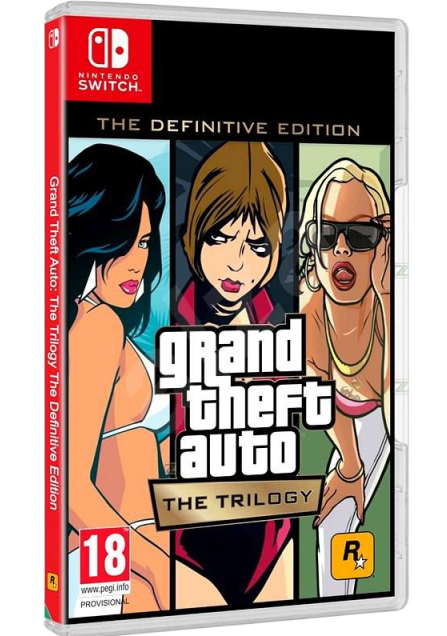 NINTENDO
SWITCH™
THE DEFINITIVE EDITION
Grand Theft Auto: The Trilogy The Definitive Edition
grand
theft
auto
THE TRILOGY
18
www.pegi.info
PROVISIONAL
R